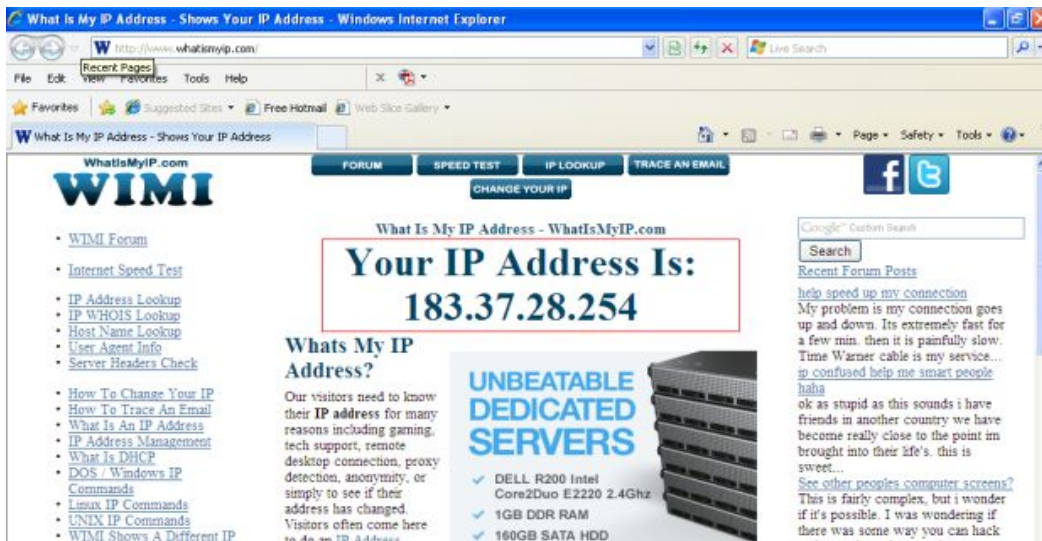 What Is My IP Address - Shows Your IP Address - Windows Internet Explorer
W http://www.whatismyip.com/
Live Search
Recent Pages
File Edit View Favorites Tools Help
Favorites Suggested Sites Free Hotmail Web Slice Gallery
W What Is My IP Address - Shows Your IP Address
Page Safety Tools
WhatIsMyIP.com
WIMI
FORUM SPEED TEST IP LOOKUP TRACE AN EMAIL
CHANGE YOUR IP
• WIMI Forum
• Internet Speed Test
• IP Address Lookup
• IP WHOIS Lookup
• Host Name Lookup
• User Agent Info
• Server Headers Check
• How To Change Your IP
• How To Trace An Email
• What Is An IP Address
• IP Address Management
• What Is DHCP
• DOS / Windows IP
Commands
• Linux IP Commands
• UNIX IP Commands
• WIMI Shows A Different IP
What Is My IP Address - WhatIsMyIP.com
Your IP Address Is:
183.37.28.254
Whats My IP
Address?
Our visitors need to know
their IP address for many
reasons including gaming,
tech support, remote
desktop connection, proxy
detection, anonymity, or
simply to see if their
address has changed.
Visitors often come here
to do an IP Address
UNBEATABLE
DEDICATED
SERVERS
DELL R200 Intel
Core2Duo E2220 2.4Ghz
1GB DDR RAM
160GB SATA HDD
Google™ Custom Search
Search
Recent Forum Posts
help speed up my connection
My problem is my connection goes
up and down. Its extremely fast for
a few min. then it is painfully slow.
Time Warner cable is my service...
ip confused help me smart people
haha
ok as stupid as this sounds i have
friends in another country we have
become really close to the point im
brought into their life's. this is
sweet...
See other peoples computer screens?
This is fairly complex, but i wonder
if it's possible. I was wondering if
there was some way you can hack